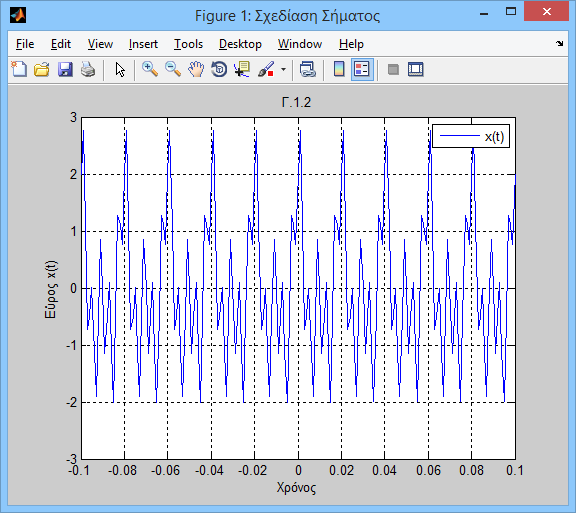 Figure 1: Σχεδίαση Σήματος
File Edit View Insert Tools Desktop Window Help
Γ.1.2
x(t)
3
2
1
0
-1
-2
-3
Εύρος x(t)
-0.1 -0.08 -0.06 -0.04 -0.02 0 0.02 0.04 0.06 0.08 0.1
Χρόνος